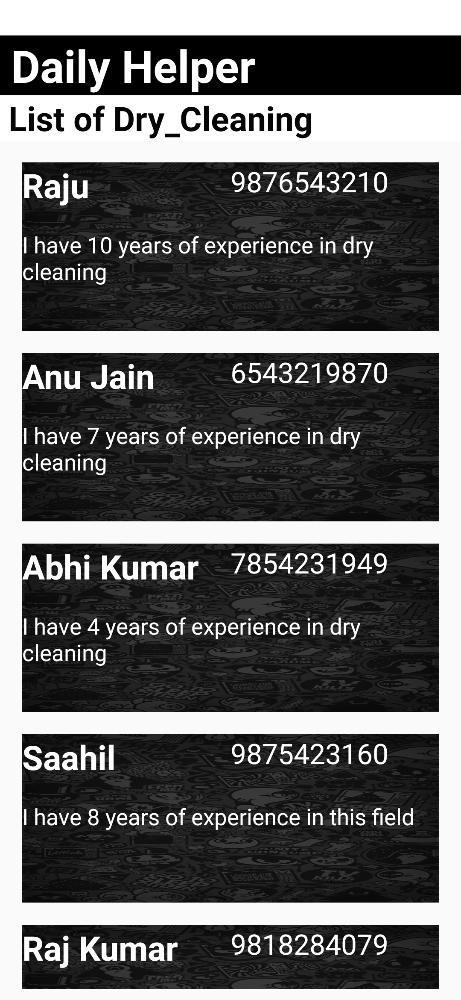 Daily Helper
List of Dry_Cleaning
Raju 9876543210
I have 10 years of experience in dry
cleaning
Anu Jain 6543219870
I have 7 years of experience in dry
cleaning
Abhi Kumar 7854231949
I have 4 years of experience in dry
cleaning
Saahil 9875423160
I have 8 years of experience in this field
Raj Kumar 9818284079